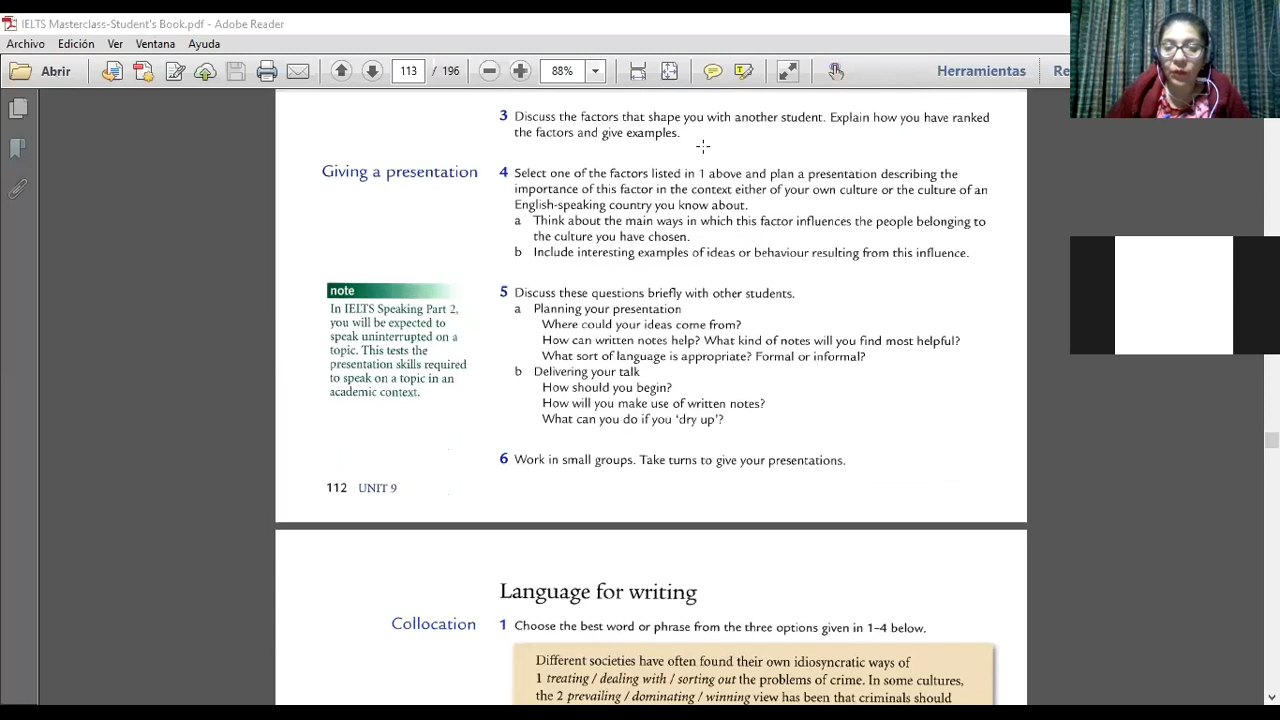 IELTS Masterclass-Student's Book.pdf - Adobe Reader
Archivo Edición Ver Ventana Ayuda
Abrir 113 / 196 88% Herramientas
3 Discuss the factors that shape you with another student. Explain how you have ranked
the factors and give examples.
Giving a presentation
4 Select one of the factors listed in 1 above and plan a presentation describing the
importance of this factor in the context either of your own culture or the culture of an
English-speaking country you know about.
a Think about the main ways in which this factor influences the people belonging to
the culture you have chosen.
b Include interesting examples of ideas or behaviour resulting from this influence.
note
In IELTS Speaking Part 2,
you will be expected to
speak uninterrupted on a
topic. This tests the
presentation skills required
to speak on a topic in an
academic context.
5 Discuss these questions briefly with other students.
a Planning your presentation
Where could your ideas come from?
How can written notes help? What kind of notes will you find most helpful?
What sort of language is appropriate? Formal or informal?
b Delivering your talk
How should you begin?
How will you make use of written notes?
What can you do if you 'dry up'?
6 Work in small groups. Take turns to give your presentations.
112 UNIT 9
Language for writing
Collocation
1 Choose the best word or phrase from the three options given in 1–4 below.
Different societies have often found their own idiosyncratic ways of
1 treating / dealing with / sorting out the problems of crime. In some cultures,
the 2 prevailing / dominating / winning view has been that criminals should